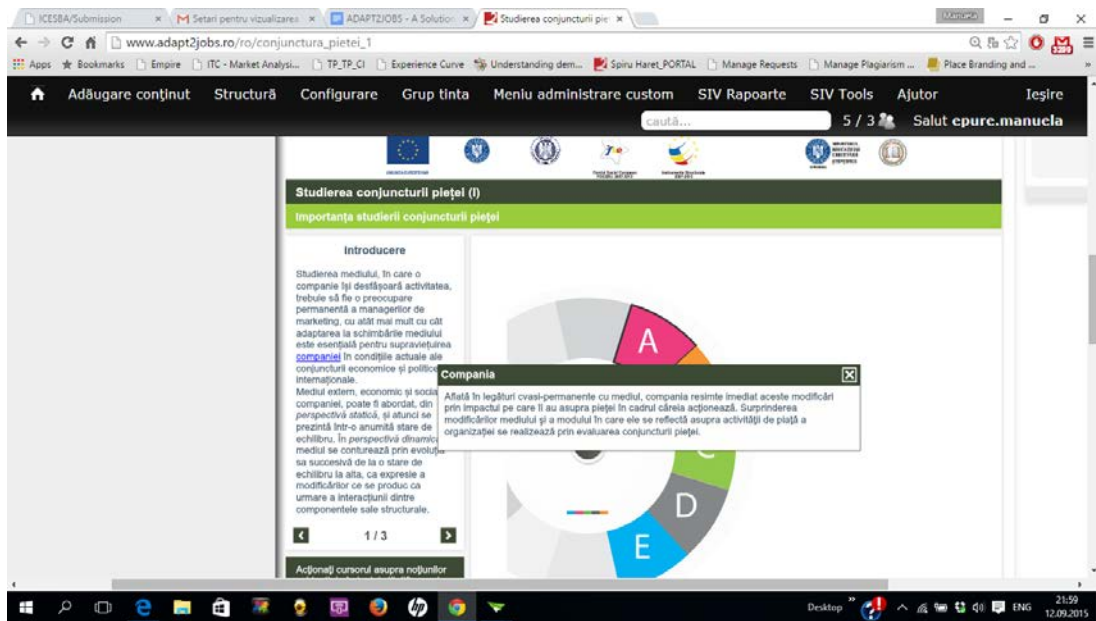 ICESBA/Submission
Setari pentru vizualizarea
ADAPT2JOBS - A Solution
Studierea conjuncturii pie
Manuela
www.adapt2jobs.ro/ro/conjunctura_pietei_1
Apps Bookmarks Empire ITC - Market Analysi... TP_TP_CI Experience Curve Understanding dem... Spiru Haret_PORTAL Manage Requests Manage Plagiarism ... Place Branding and ... »
Adăugare conținut Structură Configurare Grup tinta Meniu administrare custom SIV Rapoarte SIV Tools Ajutor Ieșire
caută... 5 / 3 Salut epure.manuela
Studierea conjuncturii pieței (I)
Importanța studierii conjuncturii pieței
Introducere
Studierea mediului, în care o
companie își desfășoară activitatea,
trebuie să fie o preocupare
permanentă a managerilor de
marketing, cu atât mai mult cu cât
adaptarea la schimbările mediului
este esențială pentru supraviețuirea
companiei în condițiile actuale ale
conjuncturii economice și politice
internaționale.
Mediul extern, economic și socia
companiei, poate fi abordat, din
perspectivă statică, și atunci se
prezintă într-o anumită stare de
echilibru. În perspectivă dinamic
mediul se conturează prin evoluți
sa succesivă de la o stare de
echilibru la alta, ca expresie a
modificărilor ce se produc ca
urmare a interacțiunii dintre
componentele sale structurale.
1 / 3
Acționați cursorul asupra noțiunilor
A
Compania
Aflată în legături cvasi-permanente cu mediul, compania resimte imediat aceste modificări
prin impactul pe care îl au asupra pieței în cadrul căreia acționează. Surprinderea
modificărilor mediului și a modului în care ele se reflectă asupra activității de piață a
organizației se realizează prin evaluarea conjuncturii pieței.
C
D
E
Desktop » ENG 21:59
12.09.2015